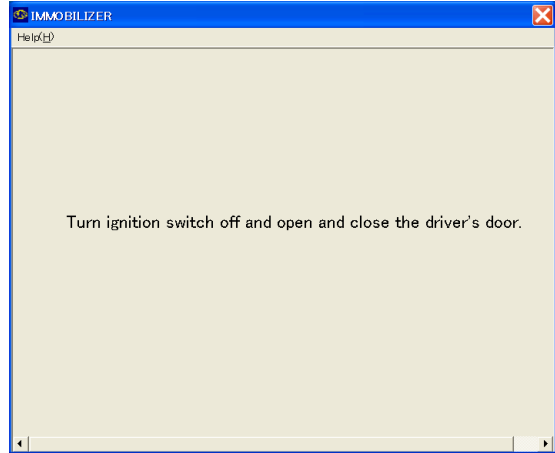 IMMOBILIZER
Help(H)
Turn ignition switch off and open and close the driver's door.